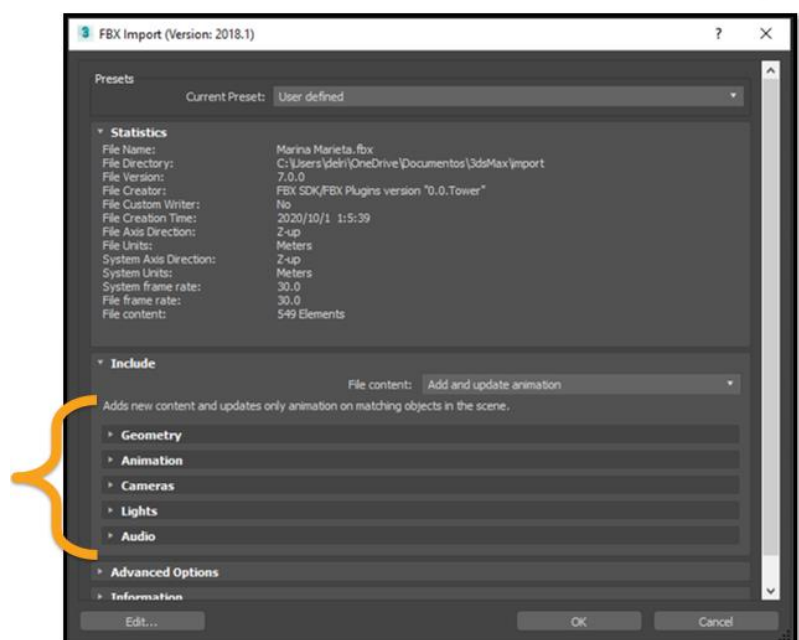 3 FBX Import (Version: 2018.1) ? ×
Presets
Current Preset: User defined
Statistics
File Name: Marina Marieta.fbx
File Directory: C:\Users\delri\OneDrive\Documentos\3dsMax\import
File Version: 7.0.0
File Creator: FBX SDK/FBX Plugins version "0.0.Tower"
File Custom Writer: No
File Creation Time: 2020/10/1 1:5:39
File Axis Direction: Z-up
File Units: Meters
System Axis Direction: Z-up
System Units: Meters
System frame rate: 30.0
File frame rate: 30.0
File content: 549 Elements
Include
File content: Add and update animation
Adds new content and updates only animation on matching objects in the scene.
Geometry
Animation
Cameras
Lights
Audio
Advanced Options
Information
Edit... OK Cancel